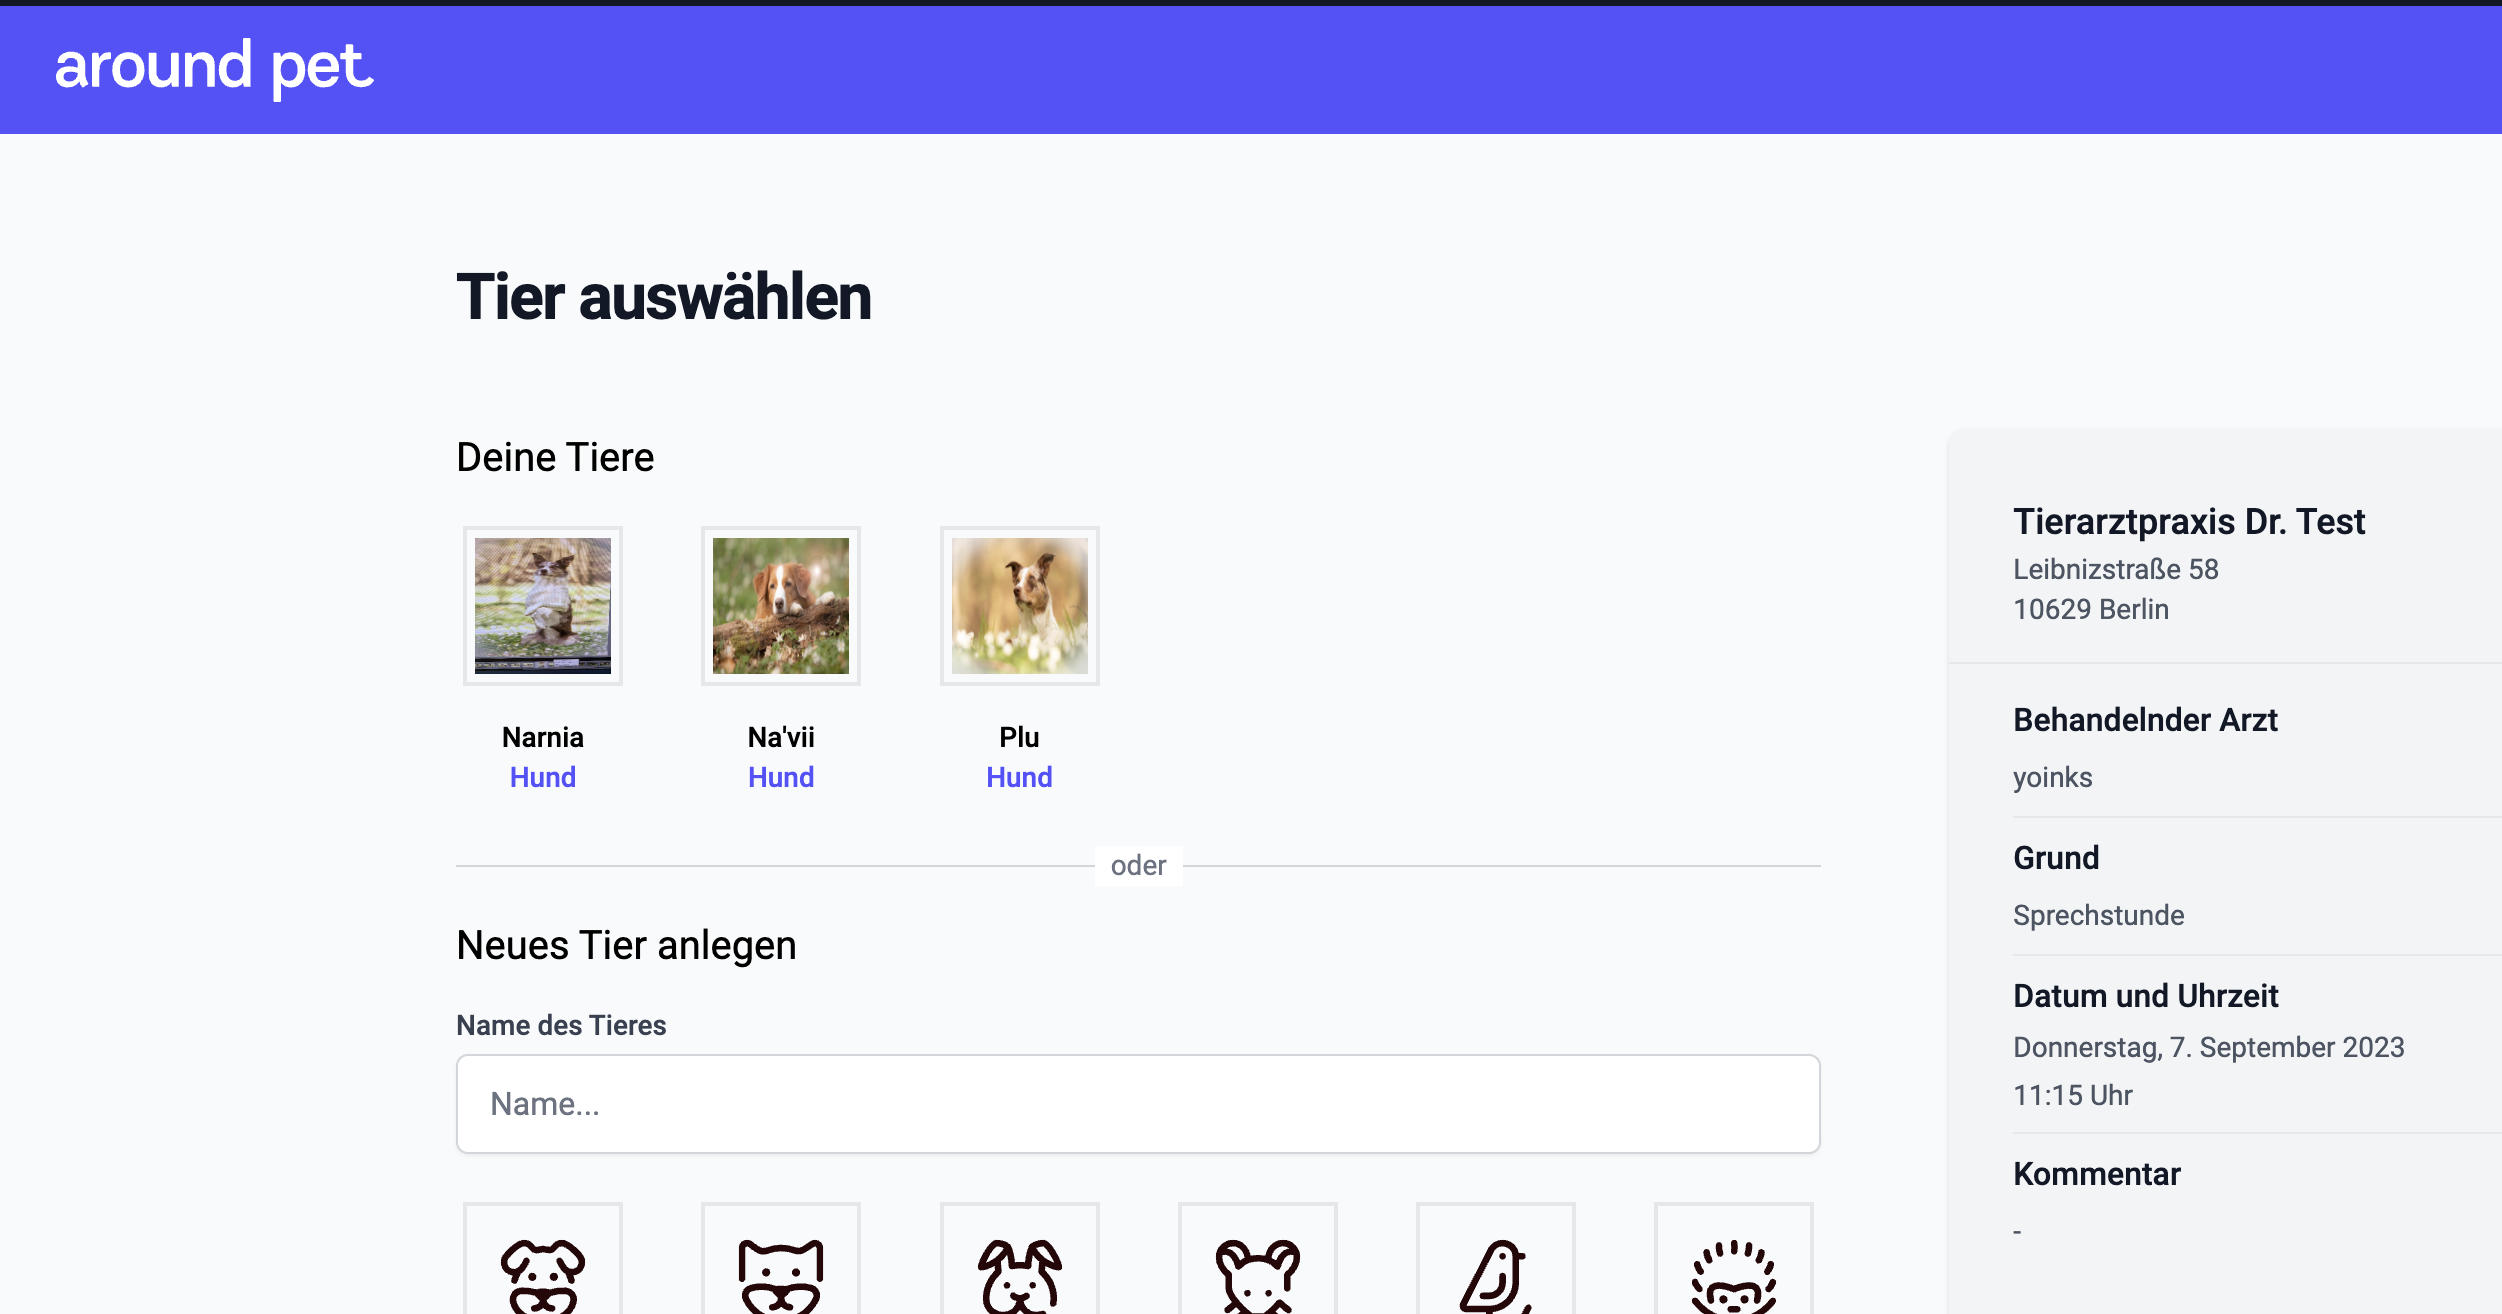 around pet.
Tier auswählen
Deine Tiere
Narnia
Hund
Na'vii
Hund
Plu
Hund
oder
Neues Tier anlegen
Name des Tieres
Name...
Tierarztpraxis Dr. Test
Leibnizstraße 58
10629 Berlin
Behandelnder Arzt
yoinks
Grund
Sprechstunde
Datum und Uhrzeit
Donnerstag, 7. September 2023
11:15 Uhr
Kommentar
-